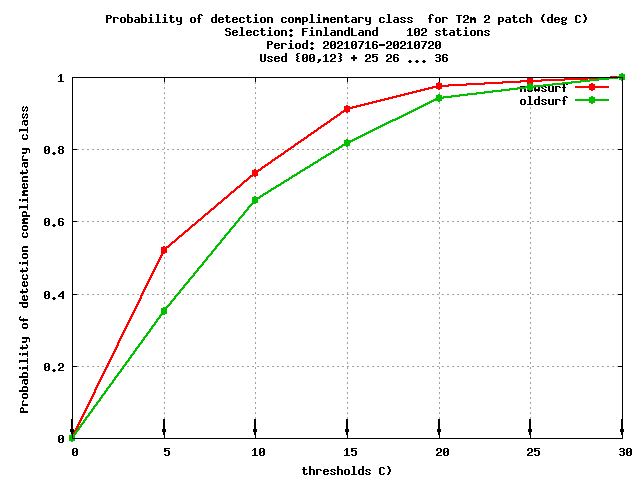 Probability of detection complimentary class  for T2m 2 patch (deg C)
Selection: FinlandLand    102 stations
Period: 20210716-20210720
Used {00,12} + 25 26 ... 36
Probability of detection complimentary class
1
0.8
0.6
0.4
0.2
0
newsurf
oldsurf
0 5 10 15 20 25 30
thresholds C)